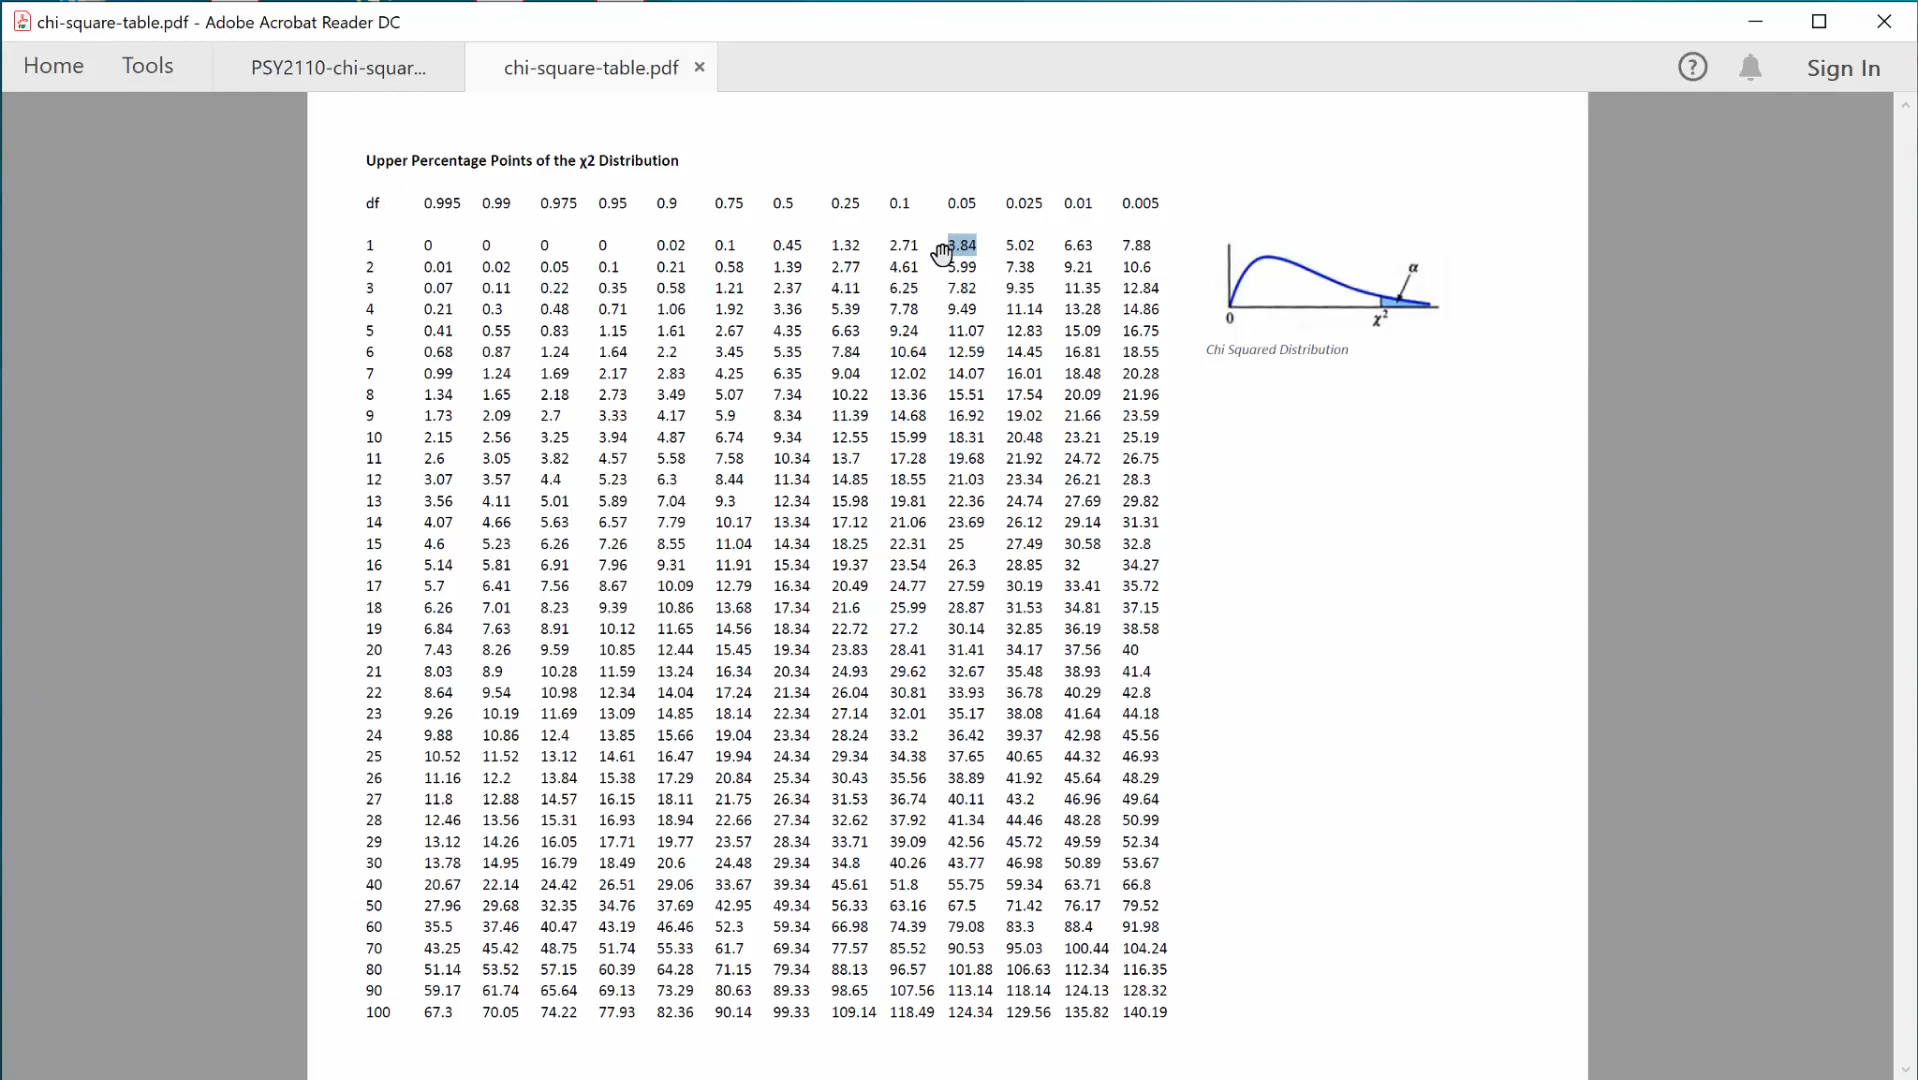 chi-square-table.pdf - Adobe Acrobat Reader DC
Home Tools PSY2110-chi-squar... chi-square-table.pdf × ? Sign In
Upper Percentage Points of the χ2 Distribution
df 0.995 0.99 0.975 0.95 0.9 0.75 0.5 0.25 0.1 0.05 0.025 0.01 0.005
1 0 0 0 0 0.02 0.1 0.45 1.32 2.71 3.84 5.02 6.63 7.88
2 0.01 0.02 0.05 0.1 0.21 0.58 1.39 2.77 4.61 5.99 7.38 9.21 10.6
3 0.07 0.11 0.22 0.35 0.58 1.21 2.37 4.11 6.25 7.82 9.35 11.35 12.84
4 0.21 0.3 0.48 0.71 1.06 1.92 3.36 5.39 7.78 9.49 11.14 13.28 14.86
5 0.41 0.55 0.83 1.15 1.61 2.67 4.35 6.63 9.24 11.07 12.83 15.09 16.75
6 0.68 0.87 1.24 1.64 2.2 3.45 5.35 7.84 10.64 12.59 14.45 16.81 18.55
7 0.99 1.24 1.69 2.17 2.83 4.25 6.35 9.04 12.02 14.07 16.01 18.48 20.28
8 1.34 1.65 2.18 2.73 3.49 5.07 7.34 10.22 13.36 15.51 17.54 20.09 21.96
9 1.73 2.09 2.7 3.33 4.17 5.9 8.34 11.39 14.68 16.92 19.02 21.66 23.59
10 2.15 2.56 3.25 3.94 4.87 6.74 9.34 12.55 15.99 18.31 20.48 23.21 25.19
11 2.6 3.05 3.82 4.57 5.58 7.58 10.34 13.7 17.28 19.68 21.92 24.72 26.75
12 3.07 3.57 4.4 5.23 6.3 8.44 11.34 14.85 18.55 21.03 23.34 26.21 28.3
13 3.56 4.11 5.01 5.89 7.04 9.3 12.34 15.98 19.81 22.36 24.74 27.69 29.82
14 4.07 4.66 5.63 6.57 7.79 10.17 13.34 17.12 21.06 23.69 26.12 29.14 31.31
15 4.6 5.23 6.26 7.26 8.55 11.04 14.34 18.25 22.31 25 27.49 30.58 32.8
16 5.14 5.81 6.91 7.96 9.31 11.91 15.34 19.37 23.54 26.3 28.85 32 34.27
17 5.7 6.41 7.56 8.67 10.09 12.79 16.34 20.49 24.77 27.59 30.19 33.41 35.72
18 6.26 7.01 8.23 9.39 10.86 13.68 17.34 21.6 25.99 28.87 31.53 34.81 37.15
19 6.84 7.63 8.91 10.12 11.65 14.56 18.34 22.72 27.2 30.14 32.85 36.19 38.58
20 7.43 8.26 9.59 10.85 12.44 15.45 19.34 23.83 28.41 31.41 34.17 37.56 40
21 8.03 8.9 10.28 11.59 13.24 16.34 20.34 24.93 29.62 32.67 35.48 38.93 41.4
22 8.64 9.54 10.98 12.34 14.04 17.24 21.34 26.04 30.81 33.93 36.78 40.29 42.8
23 9.26 10.19 11.69 13.09 14.85 18.14 22.34 27.14 32.01 35.17 38.08 41.64 44.18
24 9.88 10.86 12.4 13.85 15.66 19.04 23.34 28.24 33.2 36.42 39.37 42.98 45.56
25 10.52 11.52 13.12 14.61 16.47 19.94 24.34 29.34 34.38 37.65 40.65 44.32 46.93
26 11.16 12.2 13.84 15.38 17.29 20.84 25.34 30.43 35.56 38.89 41.92 45.64 48.29
27 11.8 12.88 14.57 16.15 18.11 21.75 26.34 31.53 36.74 40.11 43.2 46.96 49.64
28 12.46 13.56 15.31 16.93 18.94 22.66 27.34 32.62 37.92 41.34 44.46 48.28 50.99
29 13.12 14.26 16.05 17.71 19.77 23.57 28.34 33.71 39.09 42.56 45.72 49.59 52.34
30 13.78 14.95 16.79 18.49 20.6 24.48 29.34 34.8 40.26 43.77 46.98 50.89 53.67
40 20.67 22.14 24.42 26.51 29.06 33.67 39.34 45.61 51.8 55.75 59.34 63.71 66.8
50 27.96 29.68 32.35 34.76 37.69 42.95 49.34 56.33 63.16 67.5 71.42 76.17 79.52
60 35.5 37.46 40.47 43.19 46.46 52.3 59.34 66.98 74.39 79.08 83.3 88.4 91.98
70 43.25 45.42 48.75 51.74 55.33 61.7 69.34 77.57 85.52 90.53 95.03 100.44 104.24
80 51.14 53.52 57.15 60.39 64.28 71.15 79.34 88.13 96.57 101.88 106.63 112.34 116.35
90 59.17 61.74 65.64 69.13 73.29 80.63 89.33 98.65 107.56 113.14 118.14 124.13 128.32
100 67.3 70.05 74.22 77.93 82.36 90.14 99.33 109.14 118.49 124.34 129.56 135.82 140.19
α
0 χ²
Chi Squared Distribution